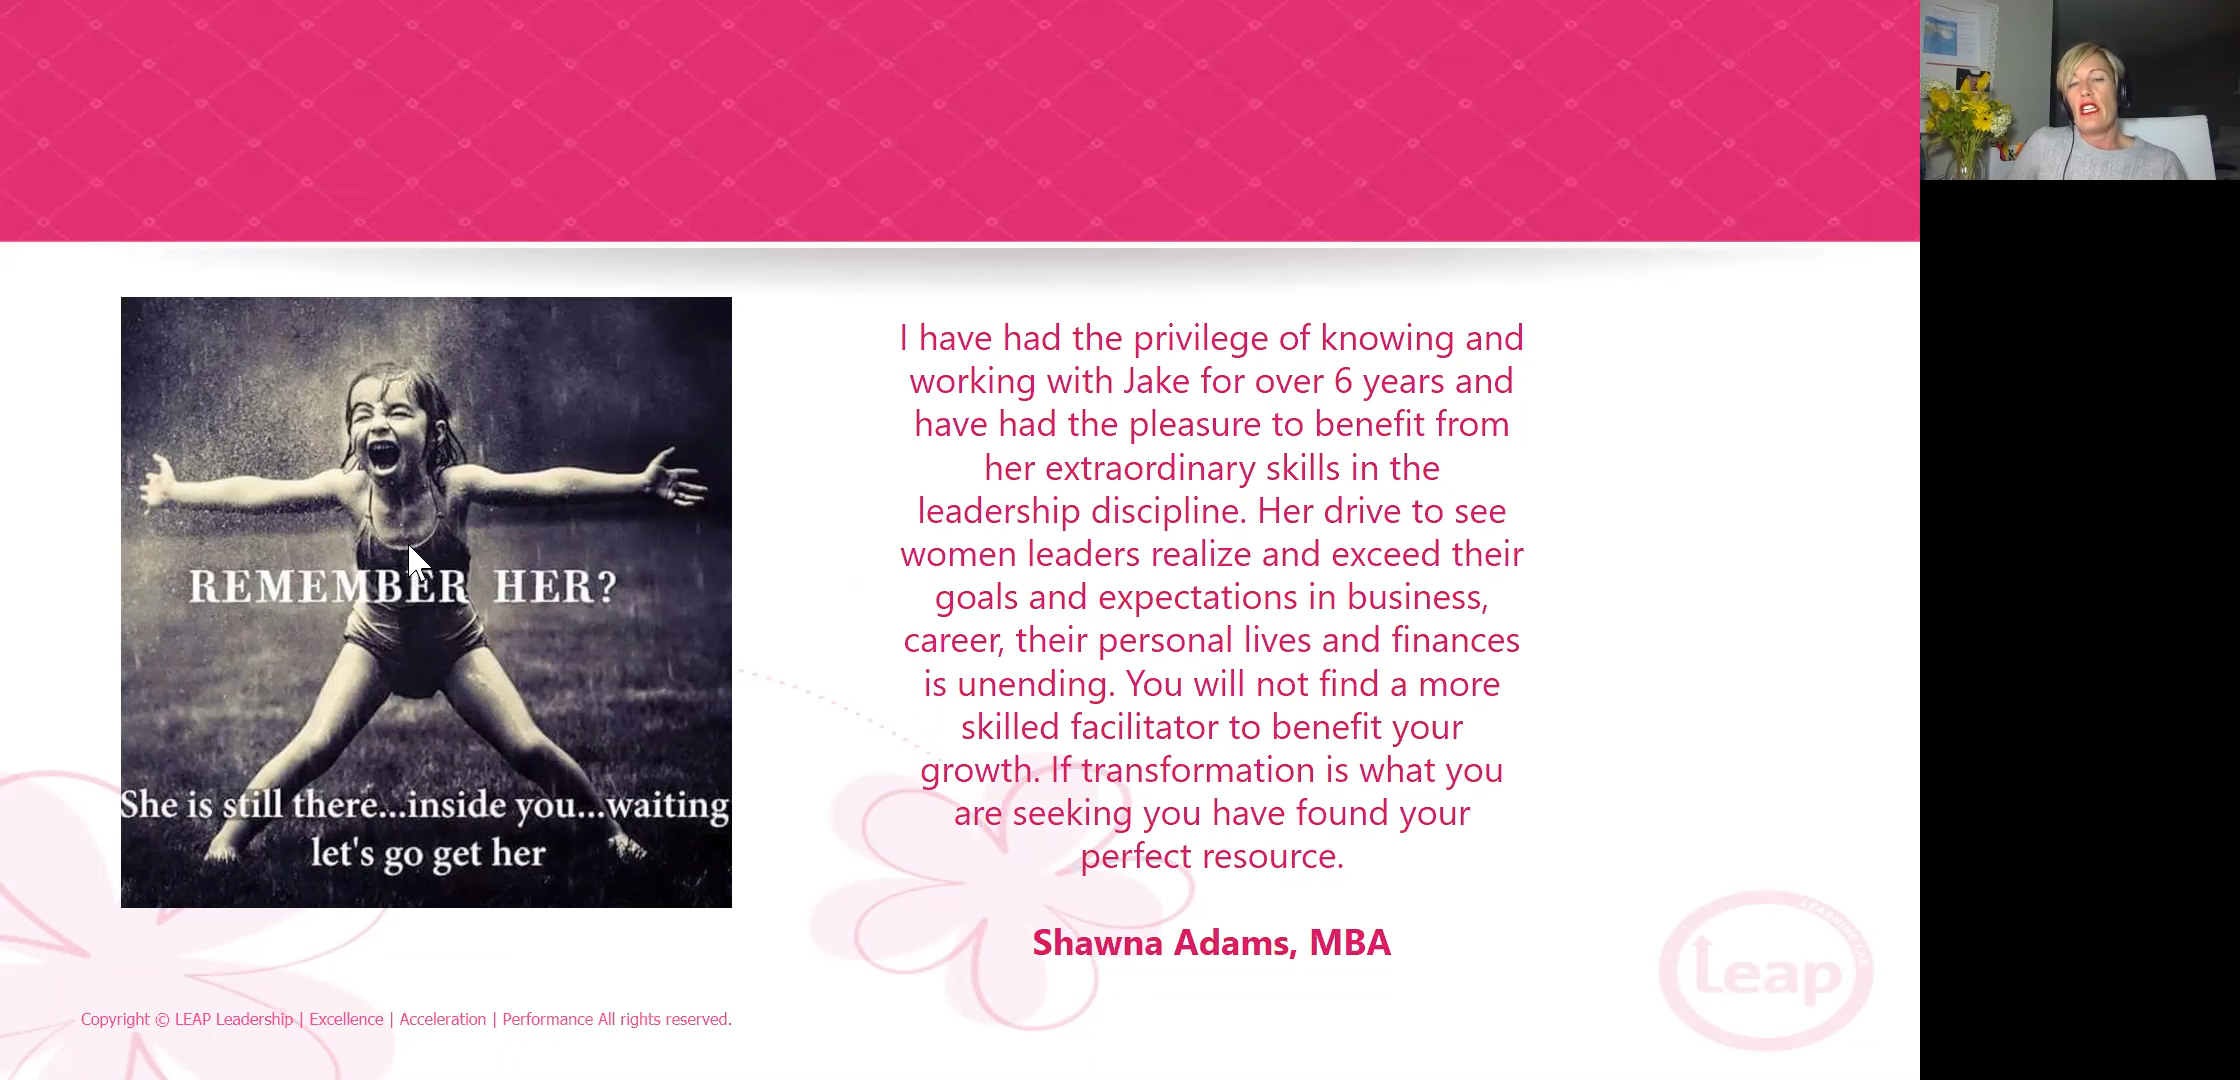 REMEMBER HER?
She is still there...inside you...waiting
let's go get her
I have had the privilege of knowing and
working with Jake for over 6 years and
have had the pleasure to benefit from
her extraordinary skills in the
leadership discipline. Her drive to see
women leaders realize and exceed their
goals and expectations in business,
career, their personal lives and finances
is unending. You will not find a more
skilled facilitator to benefit your
growth. If transformation is what you
are seeking you have found your
perfect resource.
Shawna Adams, MBA
Leap
Copyright © LEAP Leadership | Excellence | Acceleration | Performance All rights reserved.